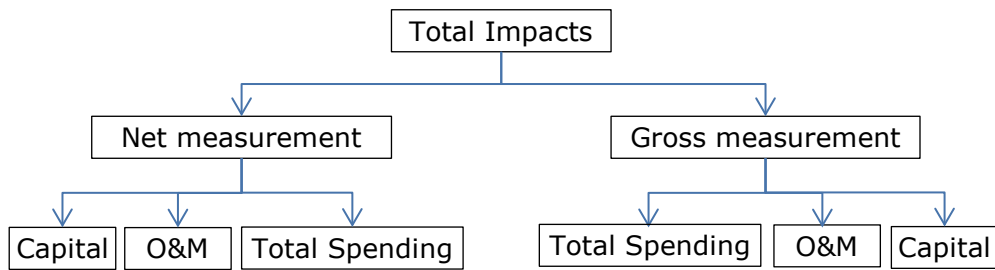 Total Impacts
Net measurement
Gross measurement
Capital
O&M
Total Spending
Total Spending
O&M
Capital